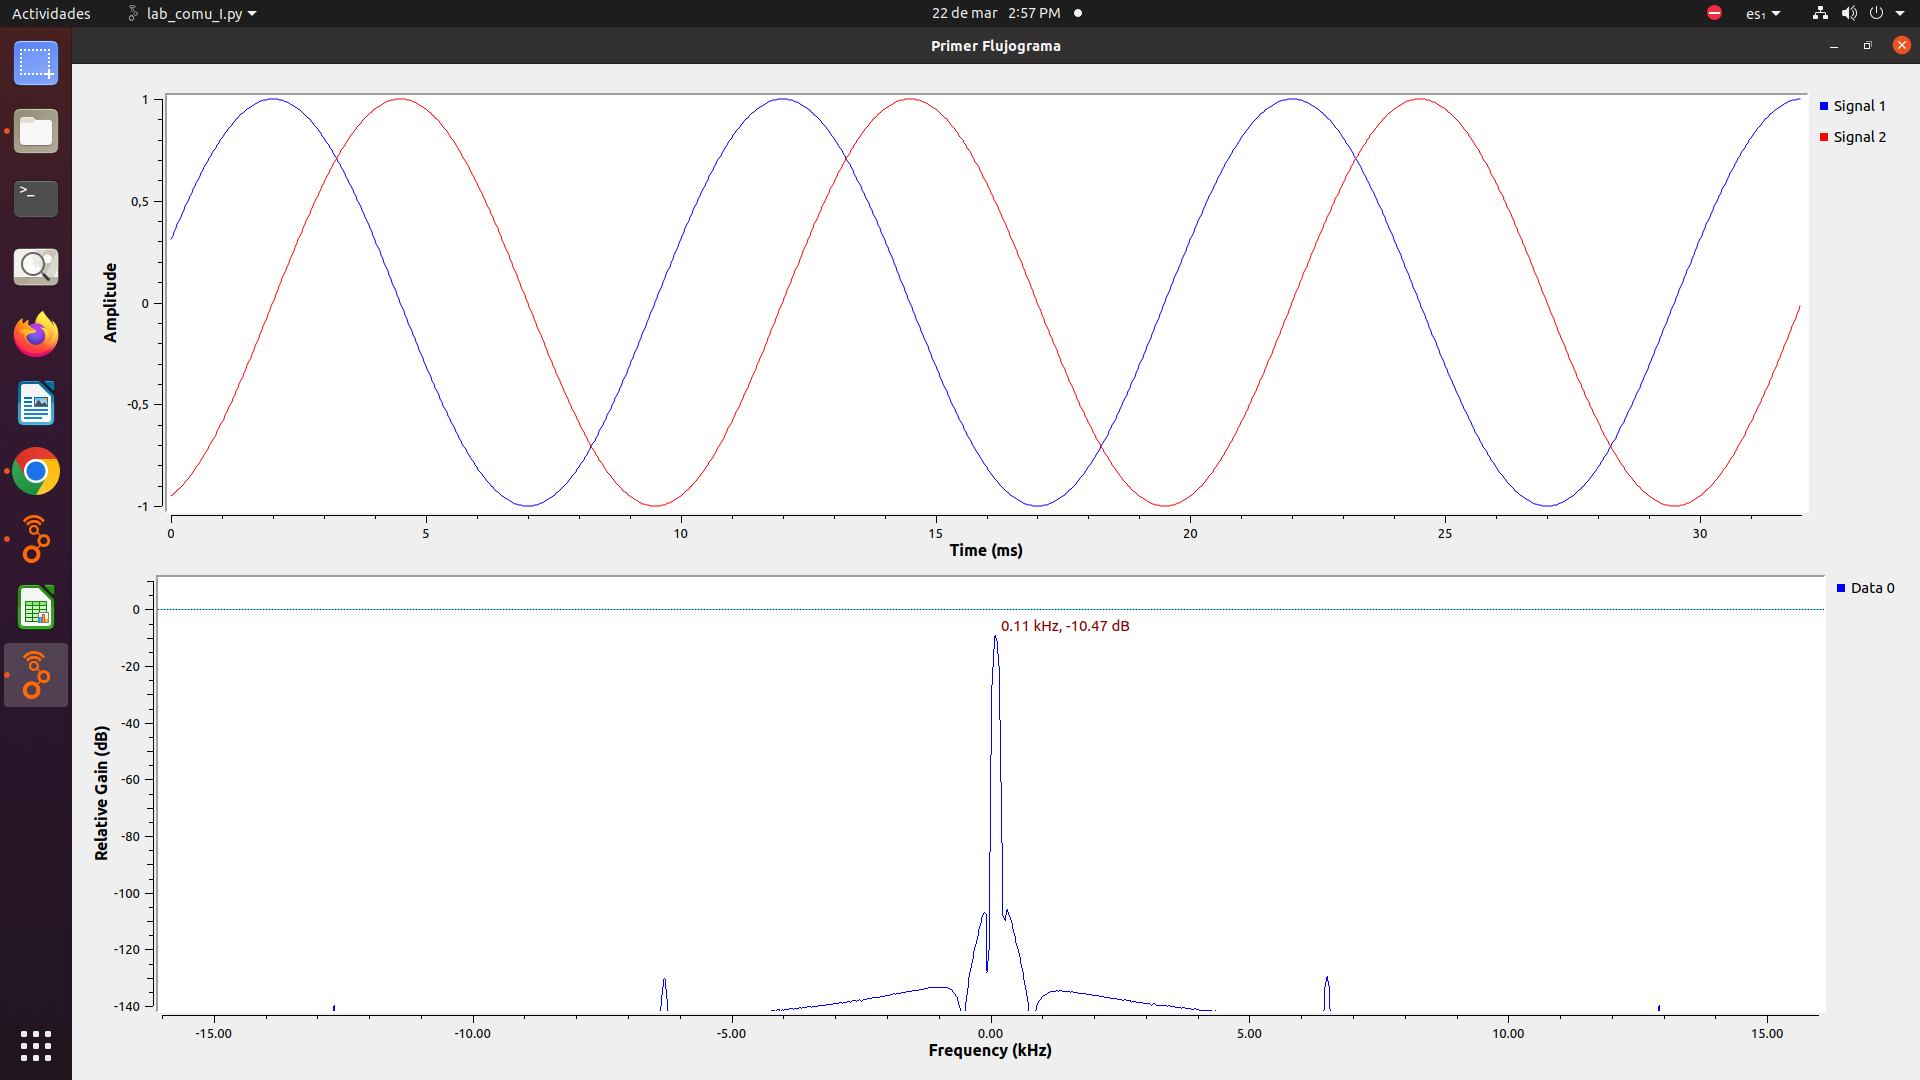 Actividades lab_comu_I.py 22 de mar 2:57 PM es₁
Primer Flujograma
1
0,5
0
-0,5
-1
Amplitude
0 5 10 15 20 25 30
Time (ms)
Signal 1
Signal 2
0
-20
-40
-60
-80
-100
-120
-140
Relative Gain (dB)
0.11 kHz, -10.47 dB
-15.00 -10.00 -5.00 0.00 5.00 10.00 15.00
Frequency (kHz)
Data 0